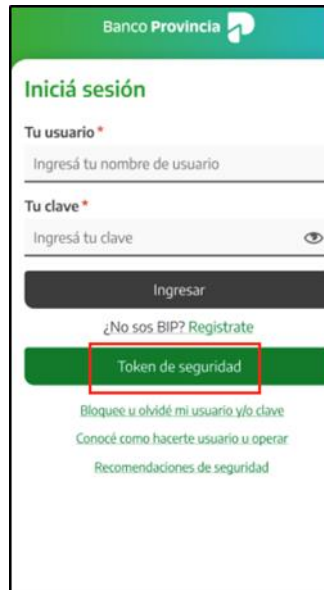 Banco Provincia
Iniciá sesión
Tu usuario *
Ingresá tu nombre de usuario
Tu clave *
Ingresá tu clave
Ingresar
¿No sos BIP? Registrate
Token de seguridad
Bloquee u olvidé mi usuario y/o clave
Conocé como hacerte usuario u operar
Recomendaciones de seguridad